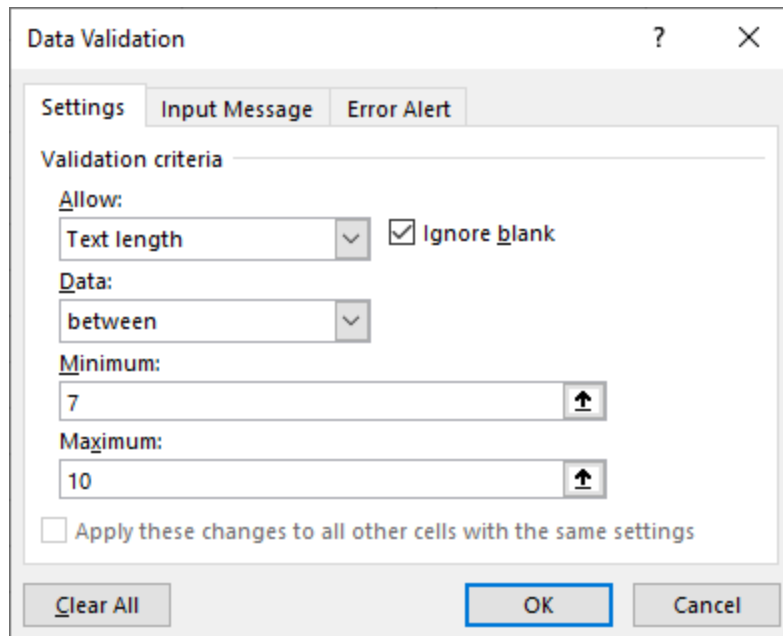 Data Validation ?
Settings Input Message Error Alert
Validation criteria
Allow:
Text length Ignore blank
Data:
between
Minimum:
7
Maximum:
10
Apply these changes to all other cells with the same settings
Clear All OK Cancel